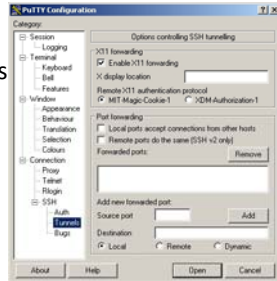 s
PuTTY Configuration
Category:
Session
Logging
Terminal
Keyboard
Bell
Features
Window
Appearance
Behaviour
Translation
Selection
Colours
Connection
Proxy
Telnet
Rlogin
SSH
Auth
Tunnels
Bugs
Options controlling SSH tunnelling
X11 forwarding
Enable X11 forwarding
X display location
Remote X11 authentication protocol
MIT-Magic-Cookie-1 XDM-Authorization-1
Port forwarding
Local ports accept connections from other hosts
Remote ports do the same (SSH v2 only)
Forwarded ports: Remove
Add new forwarded port:
Source port Add
Destination
Local Remote Dynamic
About Help Open Cancel